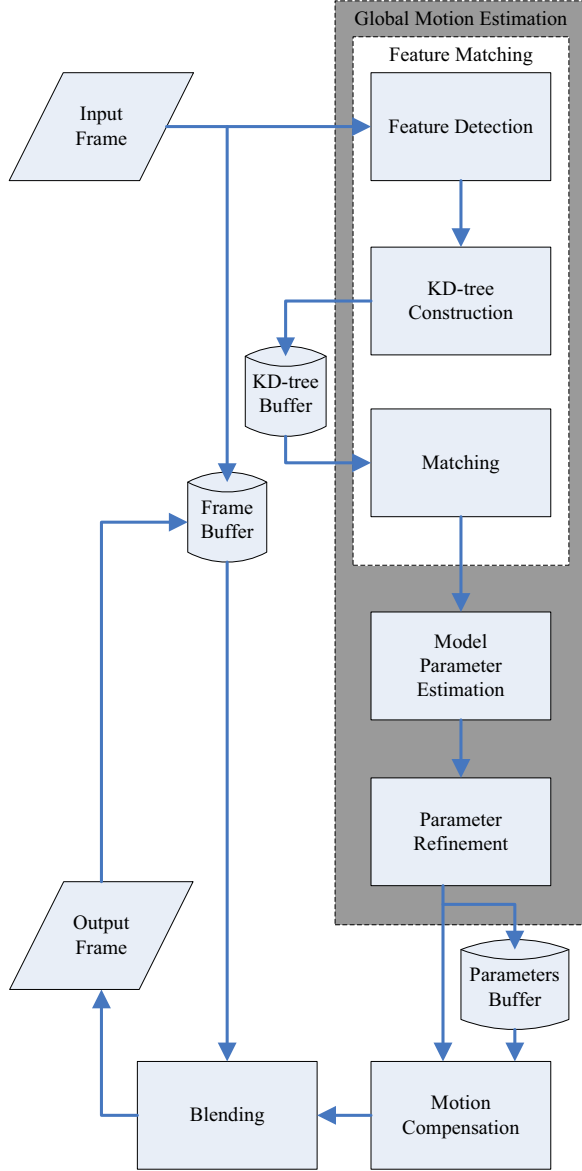 Global Motion Estimation
Feature Matching
Input
Frame
Feature Detection
KD-tree
Construction
KD-tree
Buffer
Matching
Frame
Buffer
Model
Parameter
Estimation
Parameter
Refinement
Output
Frame
Parameters
Buffer
Blending
Motion
Compensation